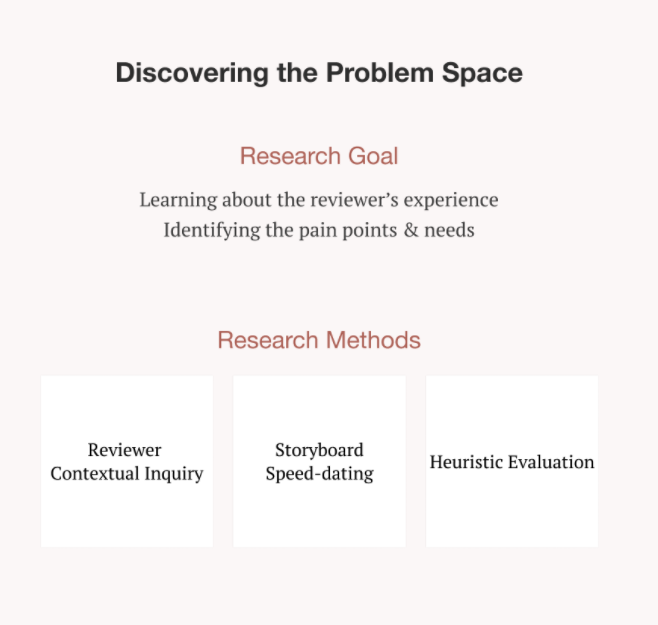 Discovering the Problem Space
Research Goal
Learning about the reviewer’s experience
Identifying the pain points & needs
Research Methods
Reviewer
Contextual Inquiry
Storyboard
Speed-dating
Heuristic Evaluation